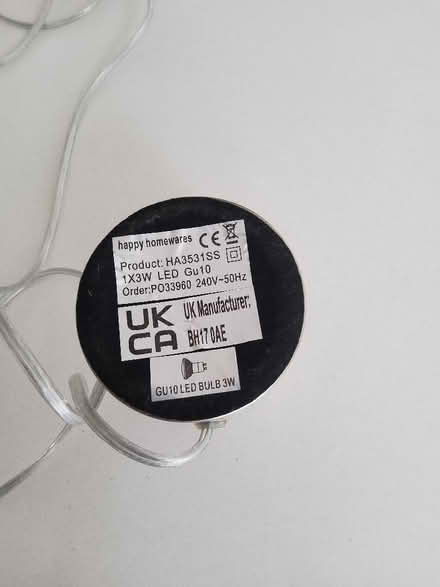 happy homewares CE
Product: HA3531SS
1X3W LED Gu10
Order:PO33960 240V~50Hz
UK
CA
UK Manufacturer:
BH17 0AE
GU10 LED BULB 3W